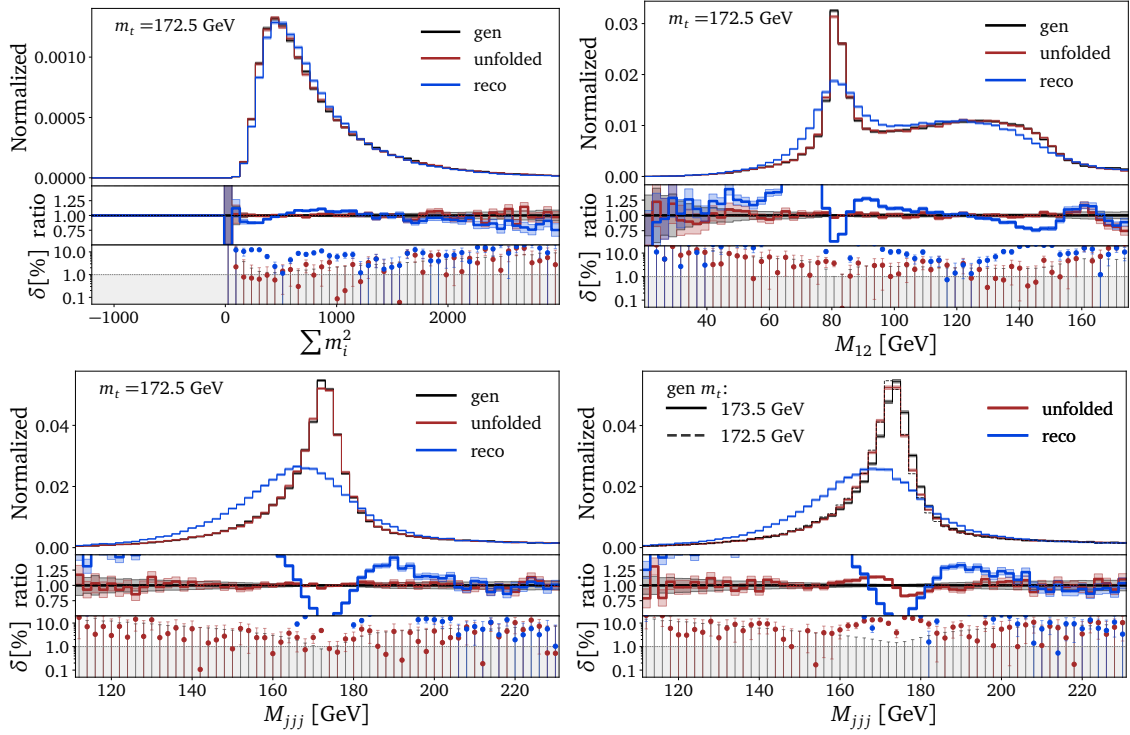 m_t =172.5 GeV
gen
unfolded
reco
Normalized
0.0010
0.0005
0.0000
ratio
1.25
1.00
0.75
δ[%]
10.0
1.0
0.1
−1000 0 1000 2000
∑ m_i^2
m_t =172.5 GeV
gen
unfolded
reco
Normalized
0.03
0.02
0.01
0.00
ratio
1.25
1.00
0.75
δ[%]
10.0
1.0
0.1
40 60 80 100 120 140 160
M_12 [GeV]
m_t =172.5 GeV
gen
unfolded
reco
Normalized
0.04
0.02
0.00
ratio
1.25
1.00
0.75
δ[%]
10.0
1.0
0.1
120 140 160 180 200 220
M_jjj [GeV]
gen m_t:
173.5 GeV
172.5 GeV
unfolded
reco
Normalized
0.04
0.02
0.00
ratio
1.25
1.00
0.75
δ[%]
10.0
1.0
0.1
120 140 160 180 200 220
M_jjj [GeV]